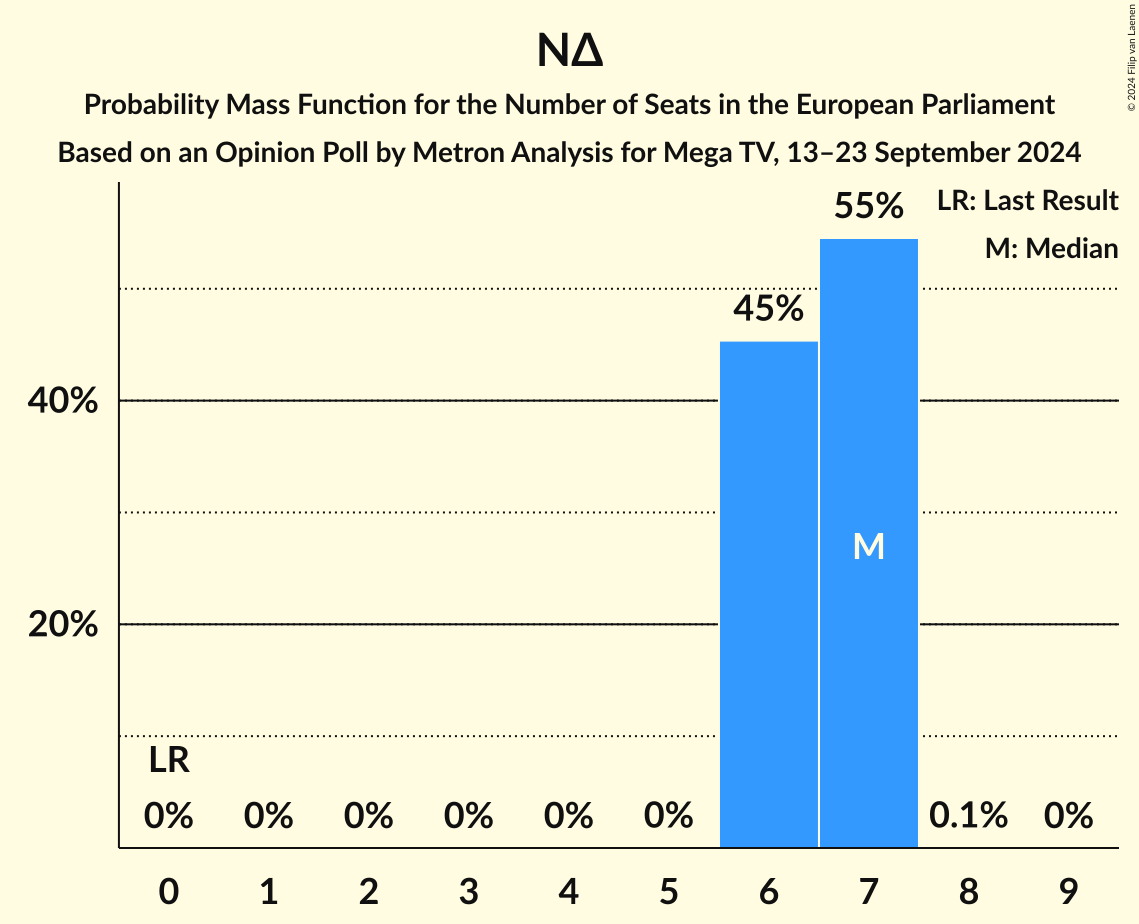 ΝΔ
Probability Mass Function for the Number of Seats in the European Parliament
Based on an Opinion Poll by Metron Analysis for Mega TV, 13–23 September 2024
© 2024 Filip van Laenen
LR: Last Result
M: Median
55%
45%
40%
M
20%
LR
0% 0% 0% 0% 0% 0% 0.1% 0%
0 1 2 3 4 5 6 7 8 9